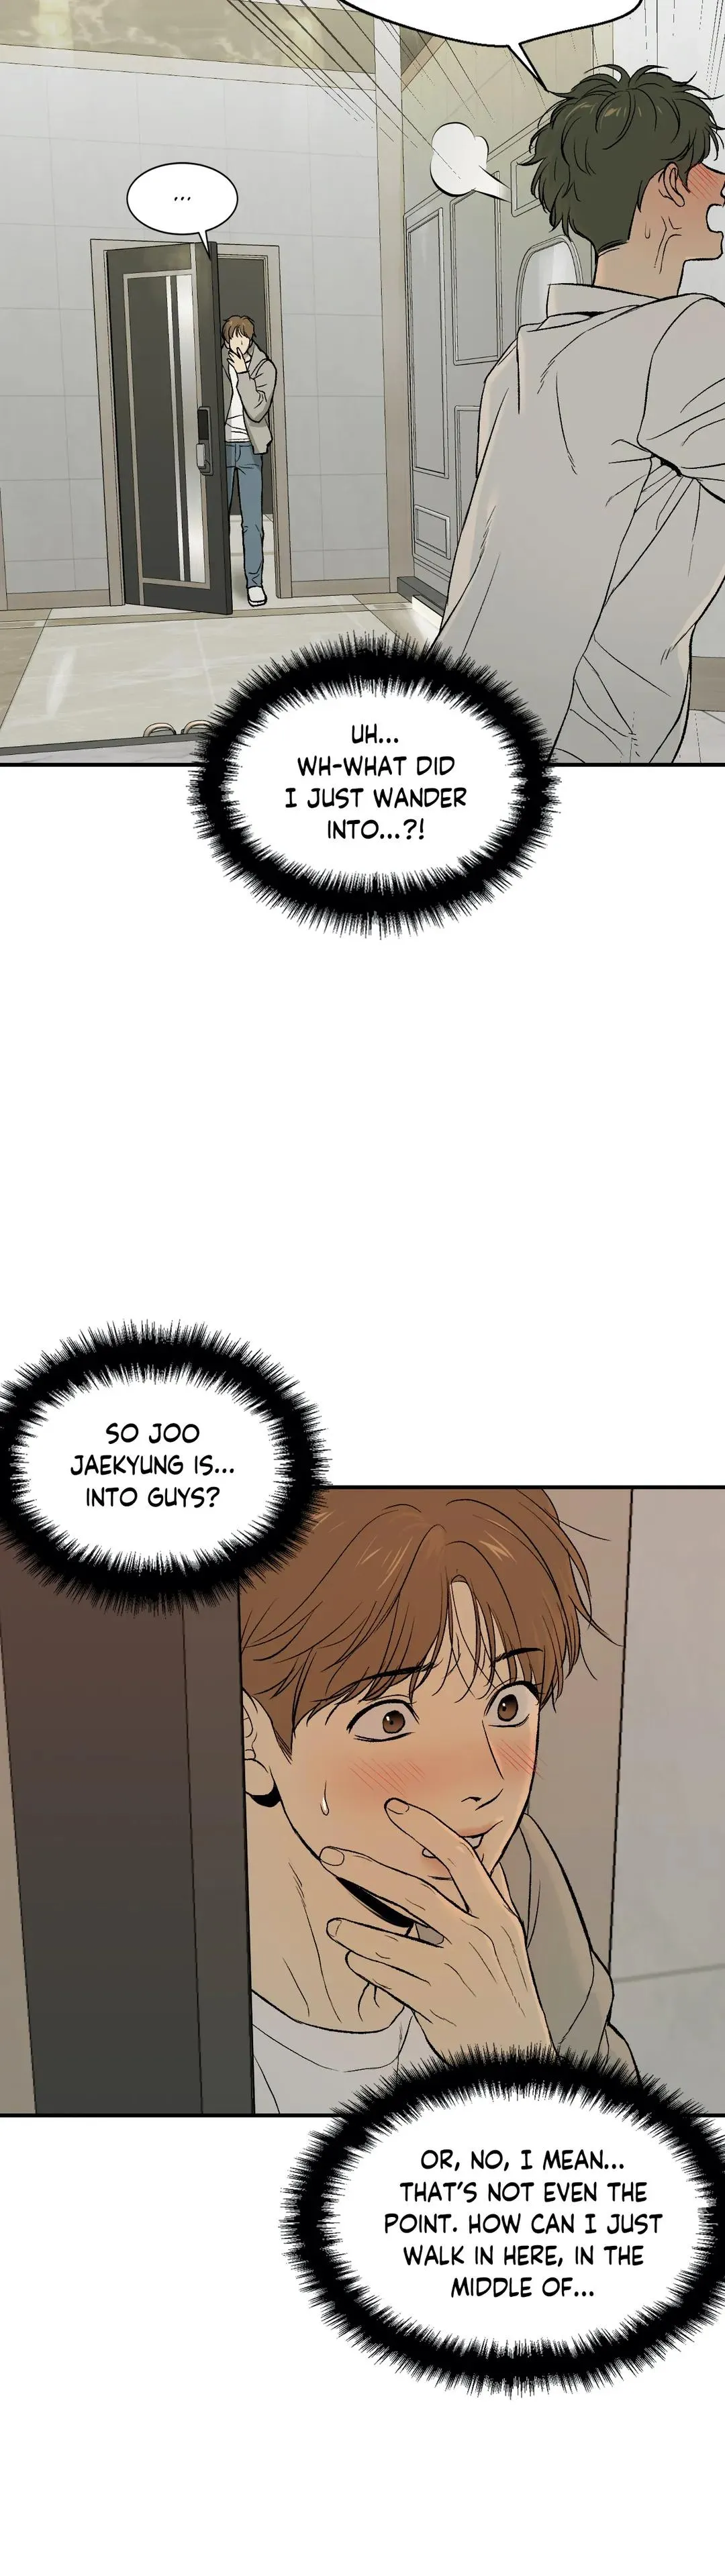 ...
UH...
WH-WHAT DID
I JUST WANDER
INTO...?!
SO JOO
JAEKYUNG IS...
INTO GUYS?
OR, NO, I MEAN...
THAT'S NOT EVEN THE
POINT. HOW CAN I JUST
WALK IN HERE, IN THE
MIDDLE OF...